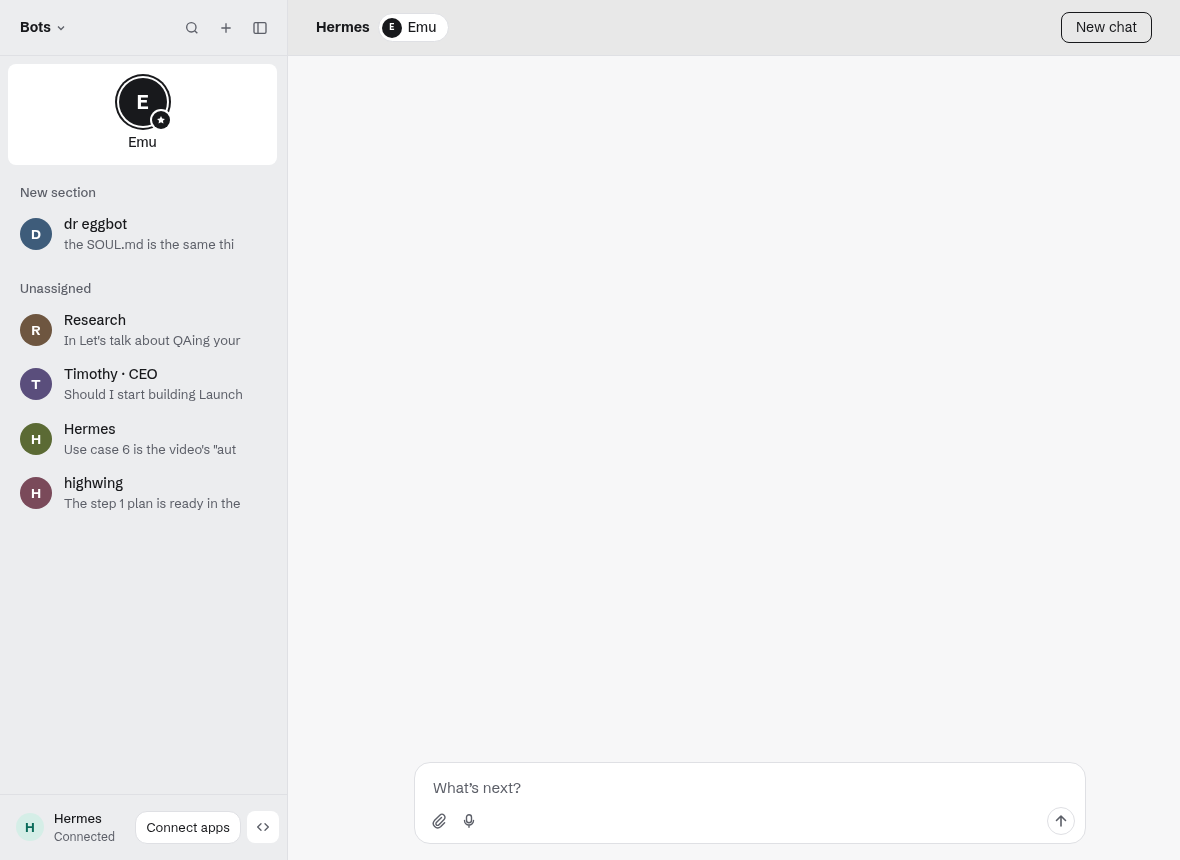 Bots
E
Emu
New section
D
dr eggbot
the SOUL.md is the same thi
Unassigned
R
Research
In Let's talk about QAing your
T
Timothy · CEO
Should I start building Launch
H
Hermes
Use case 6 is the video's "aut
H
highwing
The step 1 plan is ready in the
H
Hermes
Connected
Connect apps
Hermes
E
Emu
New chat
What's next?